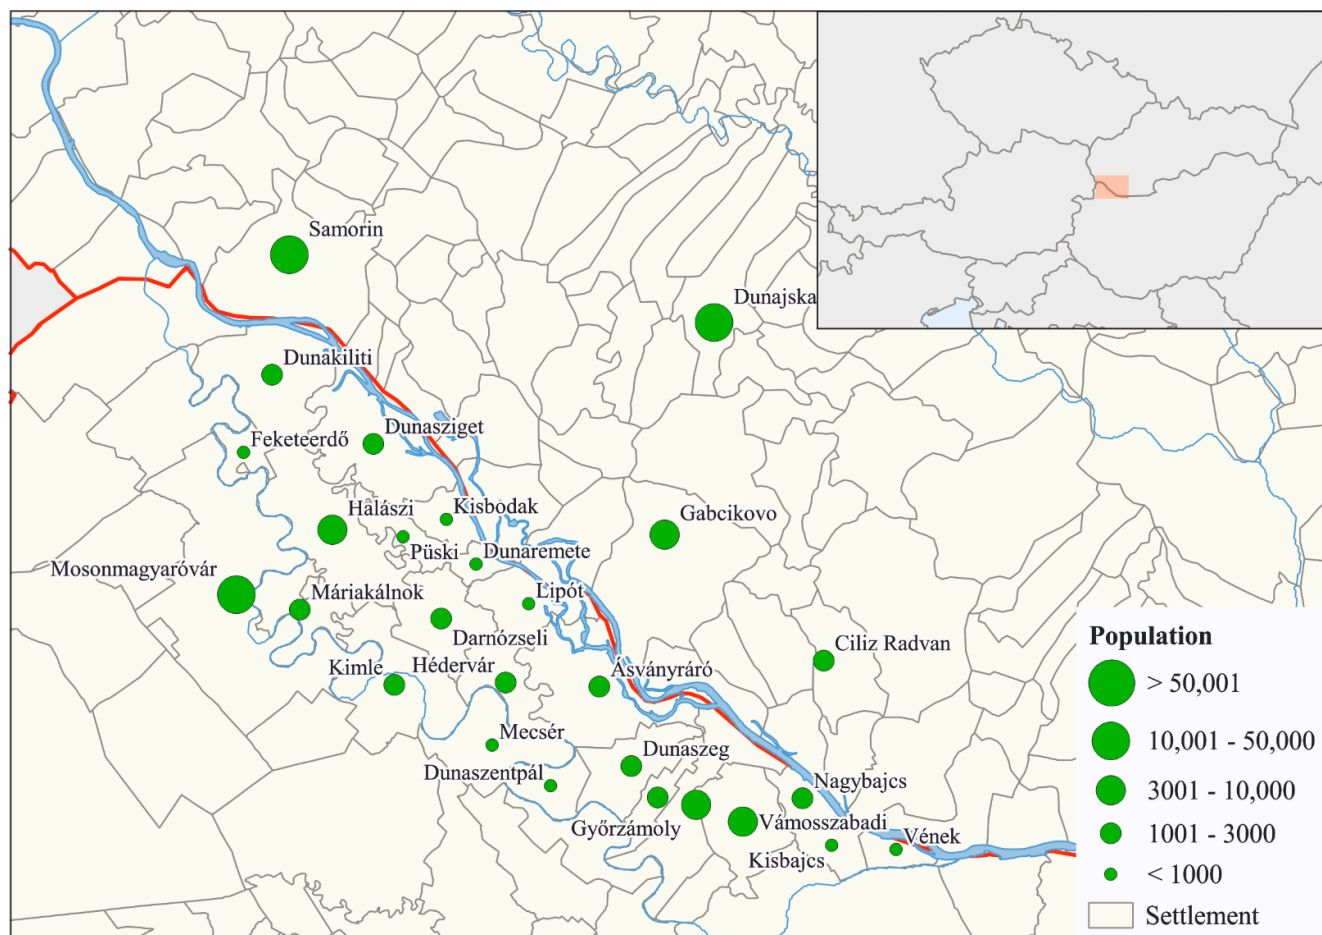 Samorin
Dunajska
Dunakiliti
Dunasziget
Feketeerdő
Halászi
Kisbodak
Gabcikovo
Püski
Dunaremete
Mosonmagyaróvár
Máriakálnok
Lipót
Darnózseli
Ciliz Radvan
Kimle
Hédervár
Ásványráró
Mecsér
Dunaszeg
Dunaszentpál
Nagybajcs
Győrzámoly
Vámosszabadi
Vének
Kisbajcs
Population
> 50,001
10,001 - 50,000
3001 - 10,000
1001 - 3000
< 1000
Settlement